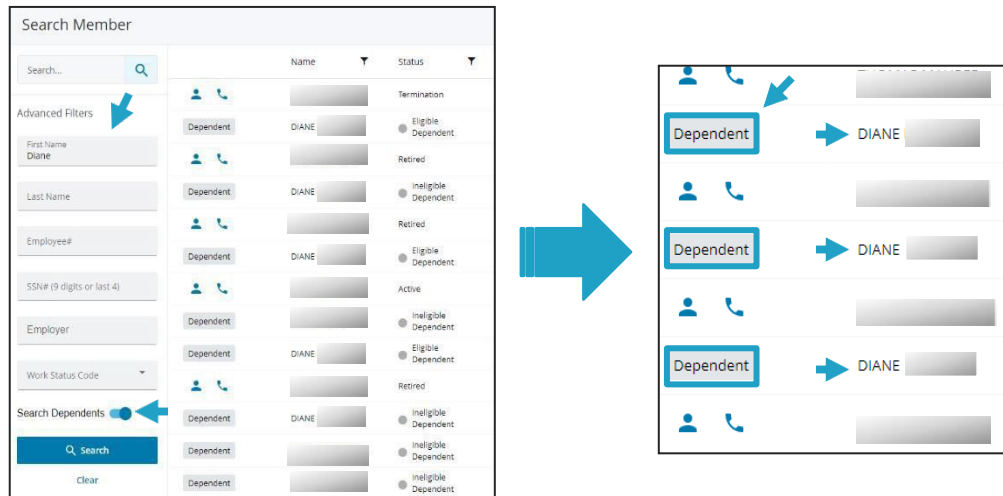 Search Member
Search...
Advanced Filters
First Name
Diane
Last Name
Employee#
SSN# (9 digits or last 4)
Employer
Work Status Code
Search Dependents
Search
Clear
Name Status
Termination
Dependent DIANE Eligible
Dependent
Retired
Dependent DIANE Ineligible
Dependent
Retired
Dependent DIANE Eligible
Dependent
Active
Dependent Ineligible
Dependent
Dependent DIANE Eligible
Dependent
Retired
Dependent DIANE Ineligible
Dependent
Dependent Ineligible
Dependent
Dependent Ineligible
Dependent
Dependent DIANE
Dependent DIANE
Dependent DIANE